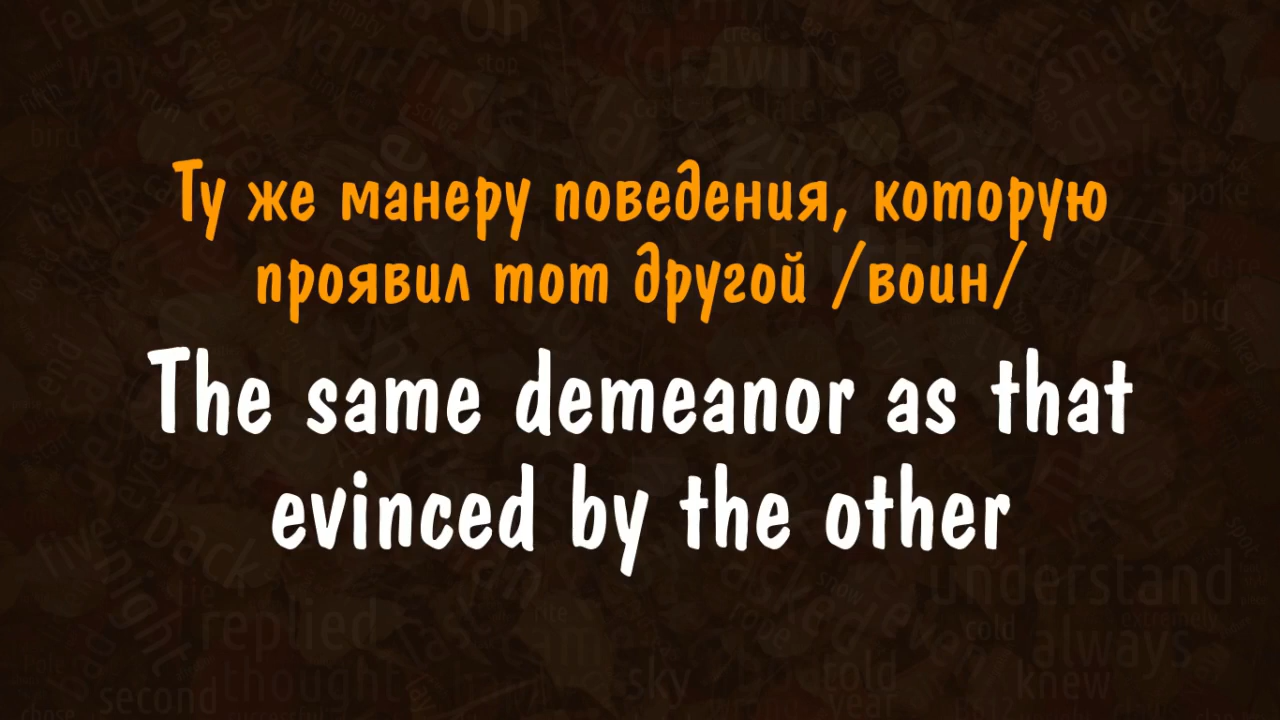 Ту же манеру поведения, которую
проявил тот другой /воин/
The same demeanor as that
evinced by the other